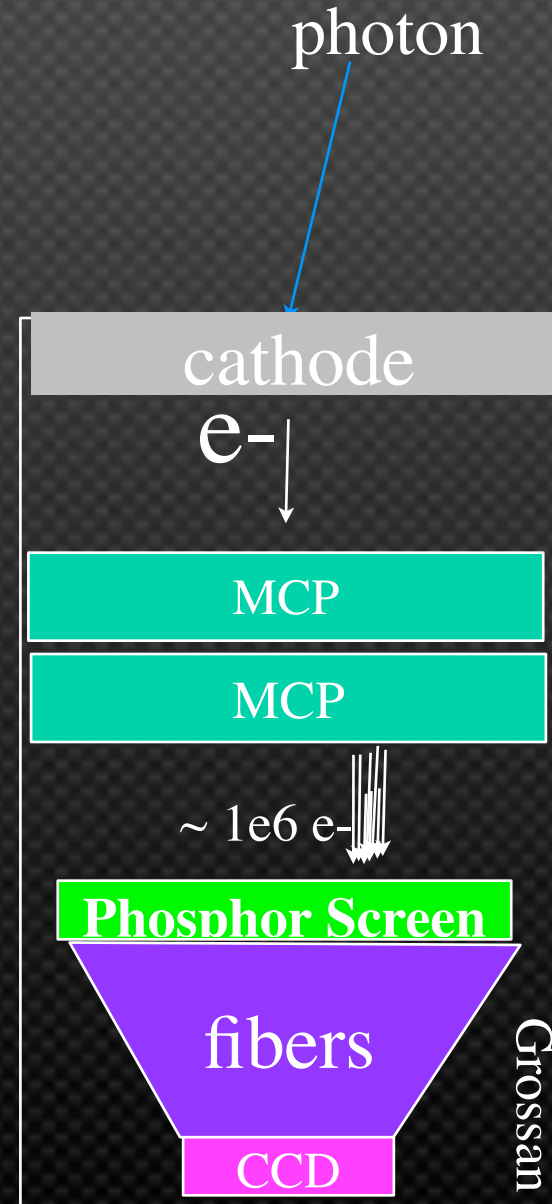 photon
cathode
e-
MCP
MCP
~ 1e6 e-
Phosphor Screen
fibers
Grossan
CCD